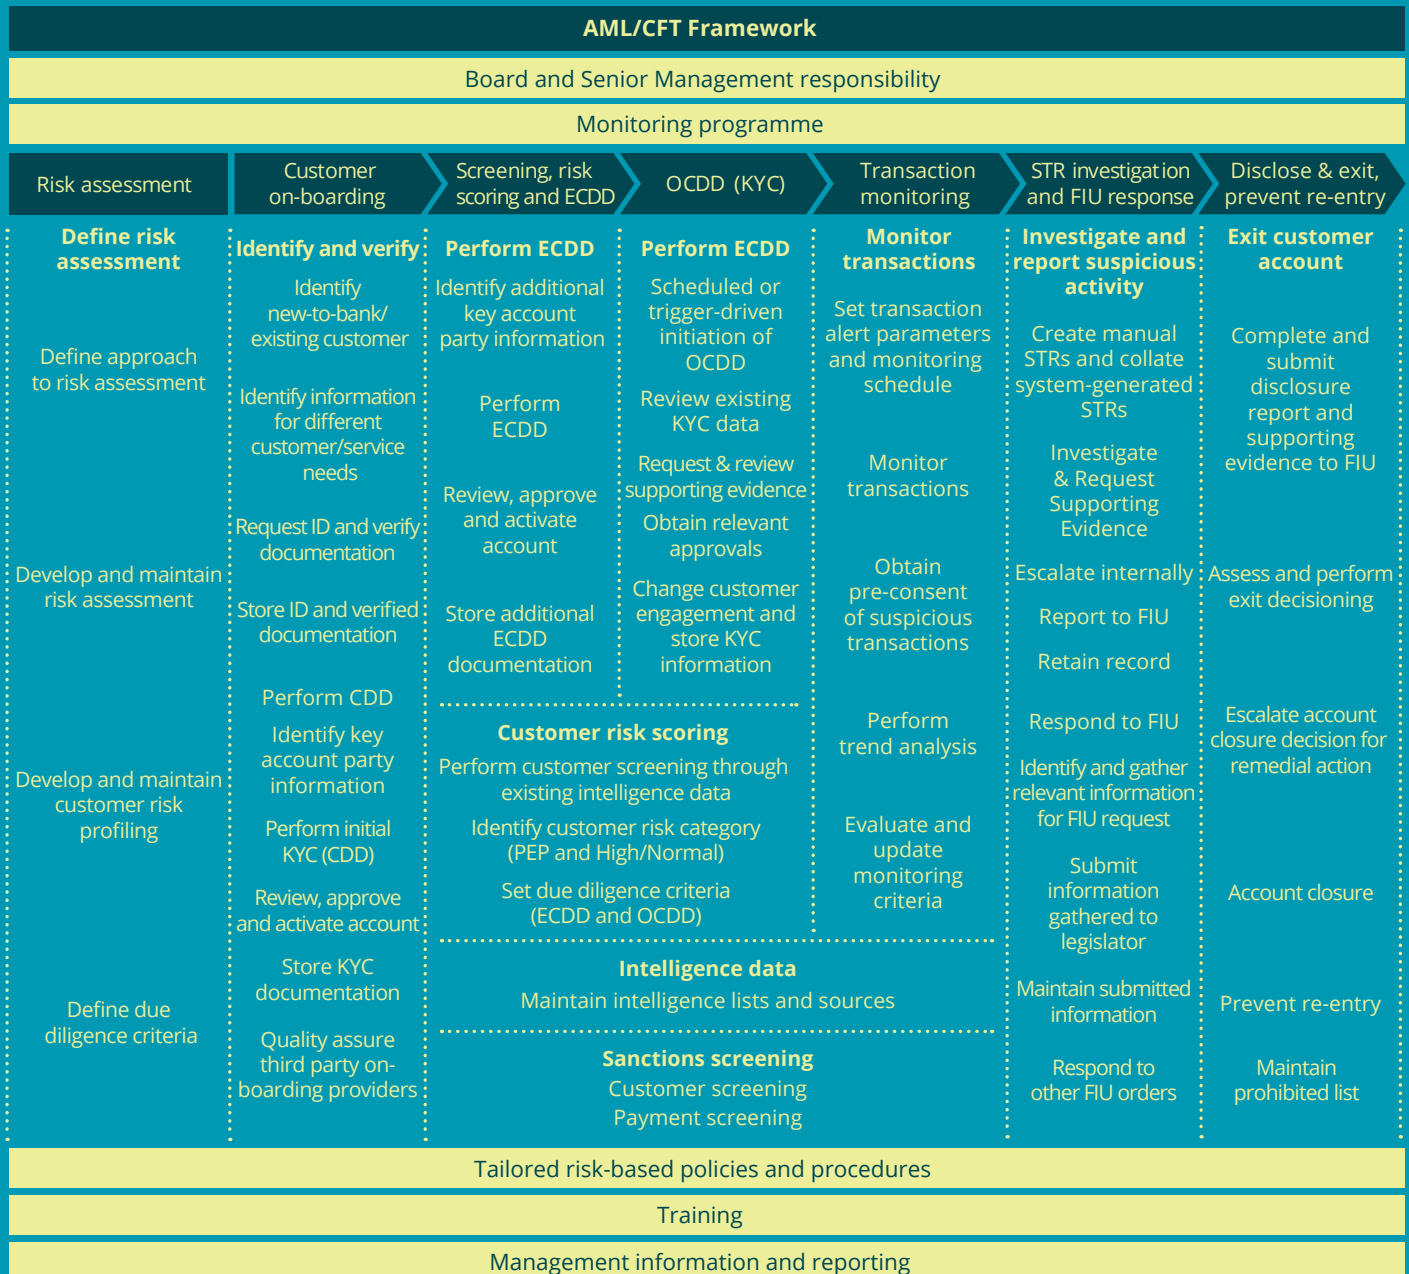 AML/CFT Framework
Board and Senior Management responsibility
Monitoring programme
Risk assessment
Customer
on-boarding
Screening, risk
scoring and ECDD
OCDD (KYC)
Transaction
monitoring
STR investigation
and FIU response
Disclose & exit,
prevent re-entry
Define risk
assessment
Define approach
to risk assessment
Develop and maintain
risk assessment
Develop and maintain
customer risk
profiling
Define due
diligence criteria
Identify and verify
Identify
new-to-bank/
existing customer
Identify information
for different
customer/service
needs
Request ID and verify
documentation
Store ID and verified
documentation
Perform CDD
Identify key
account party
information
Perform initial
KYC (CDD)
Review, approve
and activate account
Store KYC
documentation
Quality assure
third party on-
boarding providers
Perform ECDD
Identify additional
key account
party information
Perform
ECDD
Review, approve
and activate
account
Store additional
ECDD
documentation
Perform ECDD
Scheduled or
trigger-driven
initiation of
OCDD
Review existing
KYC data
Request & review
supporting evidence
Obtain relevant
approvals
Change customer
engagement and
store KYC
information
Customer risk scoring
Perform customer screening through
existing intelligence data
Identify customer risk category
(PEP and High/Normal)
Set due diligence criteria
(ECDD and OCDD)
Monitor
transactions
Set transaction
alert parameters
and monitoring
schedule
Monitor
transactions
Obtain
pre-consent
of suspicious
transactions
Perform
trend analysis
Evaluate and
update
monitoring
criteria
Intelligence data
Maintain intelligence lists and sources
Sanctions screening
Customer screening
Payment screening
Investigate and
report suspicious
activity
Create manual
STRs and collate
system-generated
STRs
Investigate
& Request
Supporting
Evidence
Escalate internally
Report to FIU
Retain record
Respond to FIU
Identify and gather
relevant information
for FIU request
Submit
information
gathered to
legislator
Maintain submitted
information
Respond to
other FIU orders
Exit customer
account
Complete and
submit
disclosure
report and
supporting
evidence to FIU
Assess and perform
exit decisioning
Escalate account
closure decision for
remedial action
Account closure
Prevent re-entry
Maintain
prohibited list
Tailored risk-based policies and procedures
Training
Management information and reporting